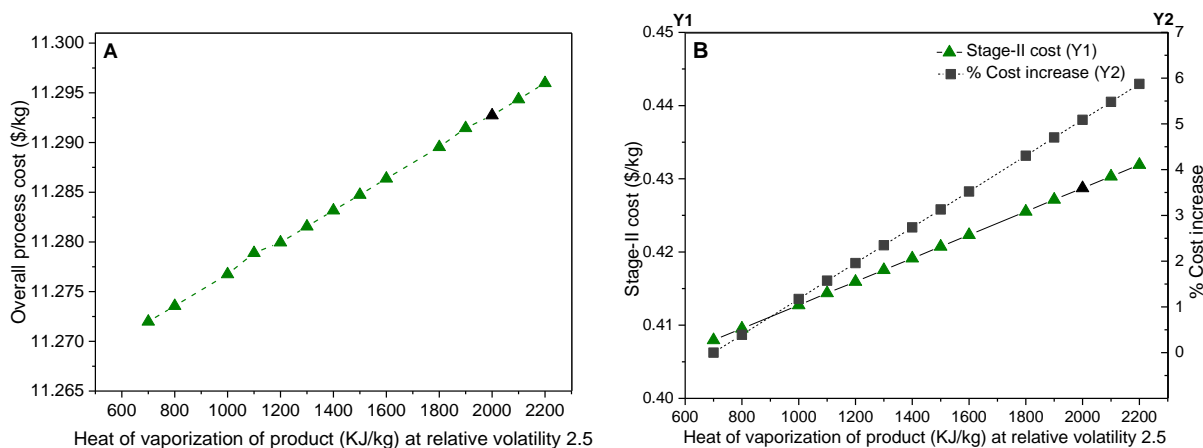 A
Overall process cost ($/kg)
11.300
11.295
11.290
11.285
11.280
11.275
11.270
11.265
600 800 1000 1200 1400 1600 1800 2000 2200
Heat of vaporization of product (KJ/kg) at relative volatility 2.5
Y1 Y2
B
Stage-II cost (Y1)
% Cost increase (Y2)
Stage-II cost ($/kg)
0.45
0.44
0.43
0.42
0.41
0.40
7
6
5
4
3
2
1
0
% Cost increase
600 800 1000 1200 1400 1600 1800 2000 2200
Heat of vaporization of product (KJ/kg) at relative volatility 2.5